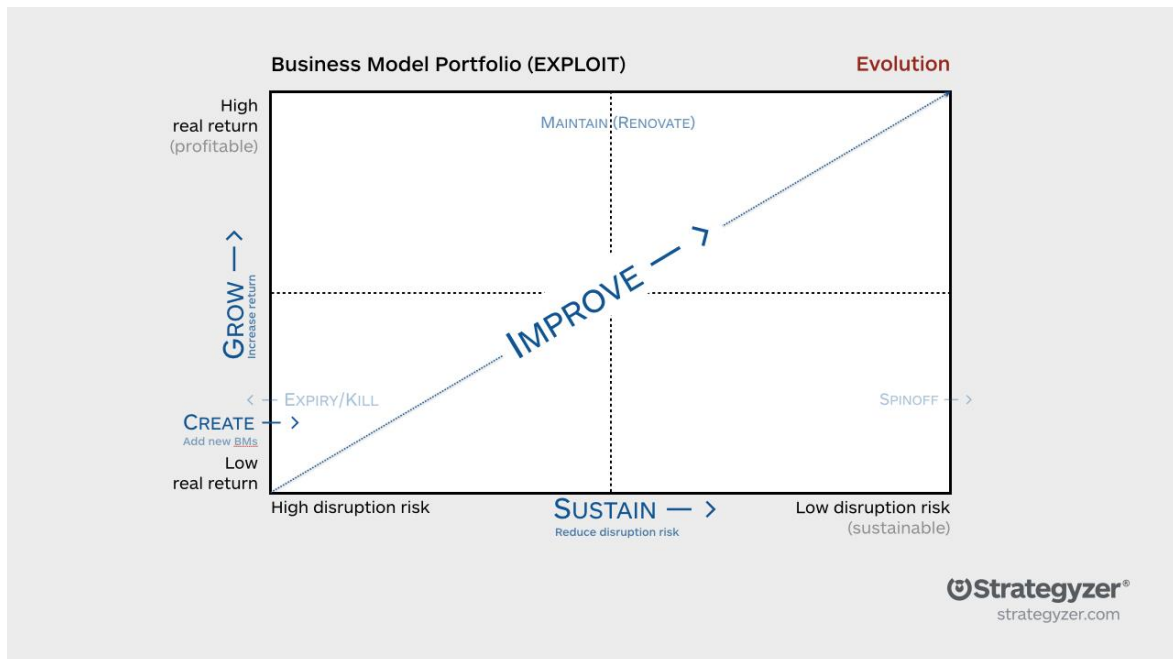 Business Model Portfolio (EXPLOIT)
Evolution
High
real return
(profitable)
MAINTAIN (RENOVATE)
GROW
Increase return
IMPROVE
EXPIRY/KILL
SPINOFF
CREATE
Add new BMs
Low
real return
High disruption risk
SUSTAIN
Reduce disruption risk
Low disruption risk
(sustainable)
Strategyzer®
strategyzer.com